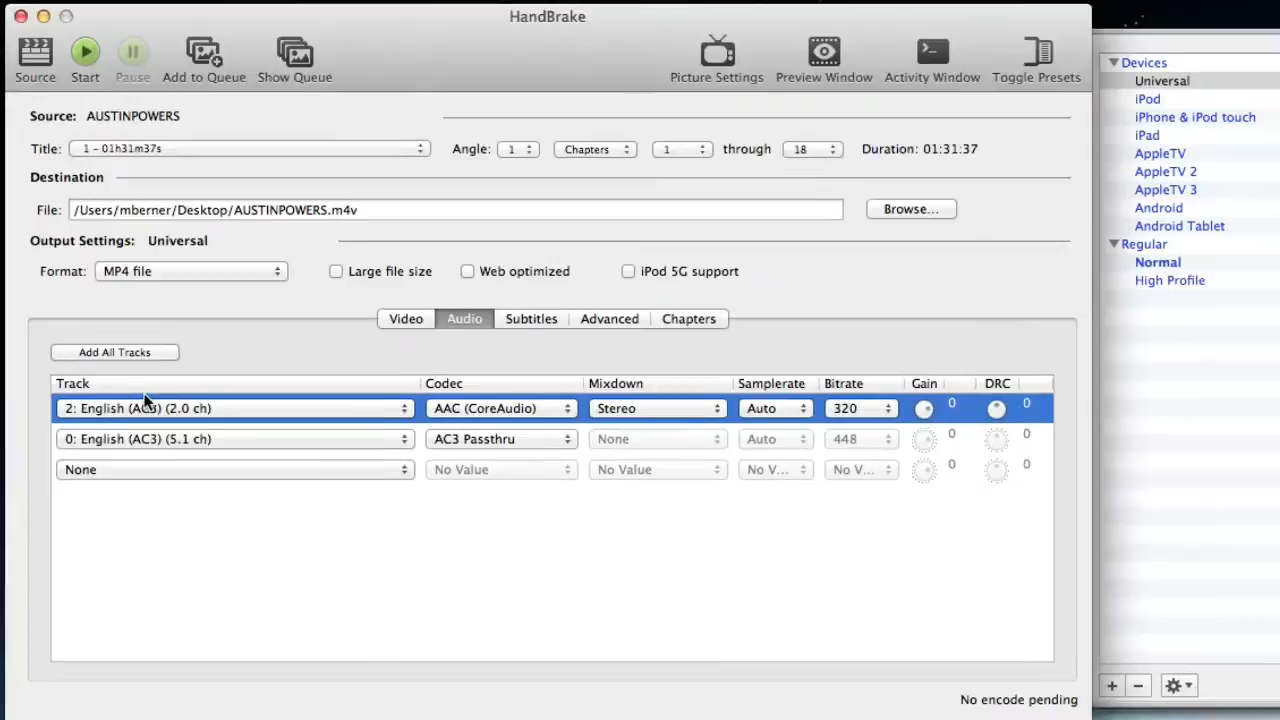 HandBrake
Source Start Pause Add to Queue Show Queue Picture Settings Preview Window Activity Window Toggle Presets
Source: AUSTINPOWERS
Title: 1 - 01h31m37s Angle: 1 Chapters 1 through 18 Duration: 01:31:37
Destination
File: /Users/mberner/Desktop/AUSTINPOWERS.m4v Browse...
Output Settings: Universal
Format: MP4 file Large file size Web optimized iPod 5G support
Video Audio Subtitles Advanced Chapters
Add All Tracks
Track Codec Mixdown Samplerate Bitrate Gain DRC
2: English (AC3) (2.0 ch) AAC (CoreAudio) Stereo Auto 320 0 0
0: English (AC3) (5.1 ch) AC3 Passthru None Auto 448 0 0
None No Value No Value No V... No V... 0 0
No encode pending
Devices
Universal
iPod
iPhone & iPod touch
iPad
AppleTV
AppleTV 2
AppleTV 3
Android
Android Tablet
Regular
Normal
High Profile